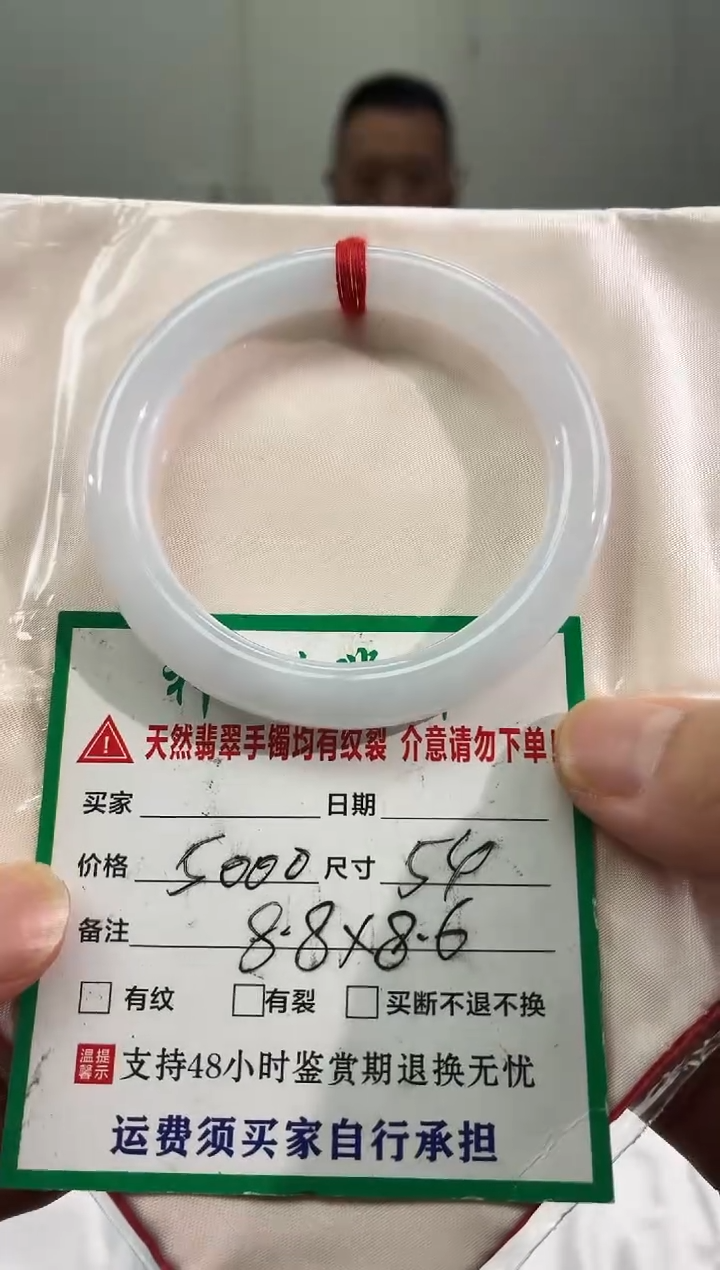 天然翡翠手镯均有纹裂 介意请勿下单!
买家 日期
价格 5000 尺寸 54
备注 8.8×8.6
有纹 有裂 买断不退不换
温馨提示 支持48小时鉴赏期退换无忧
运费须买家自行承担